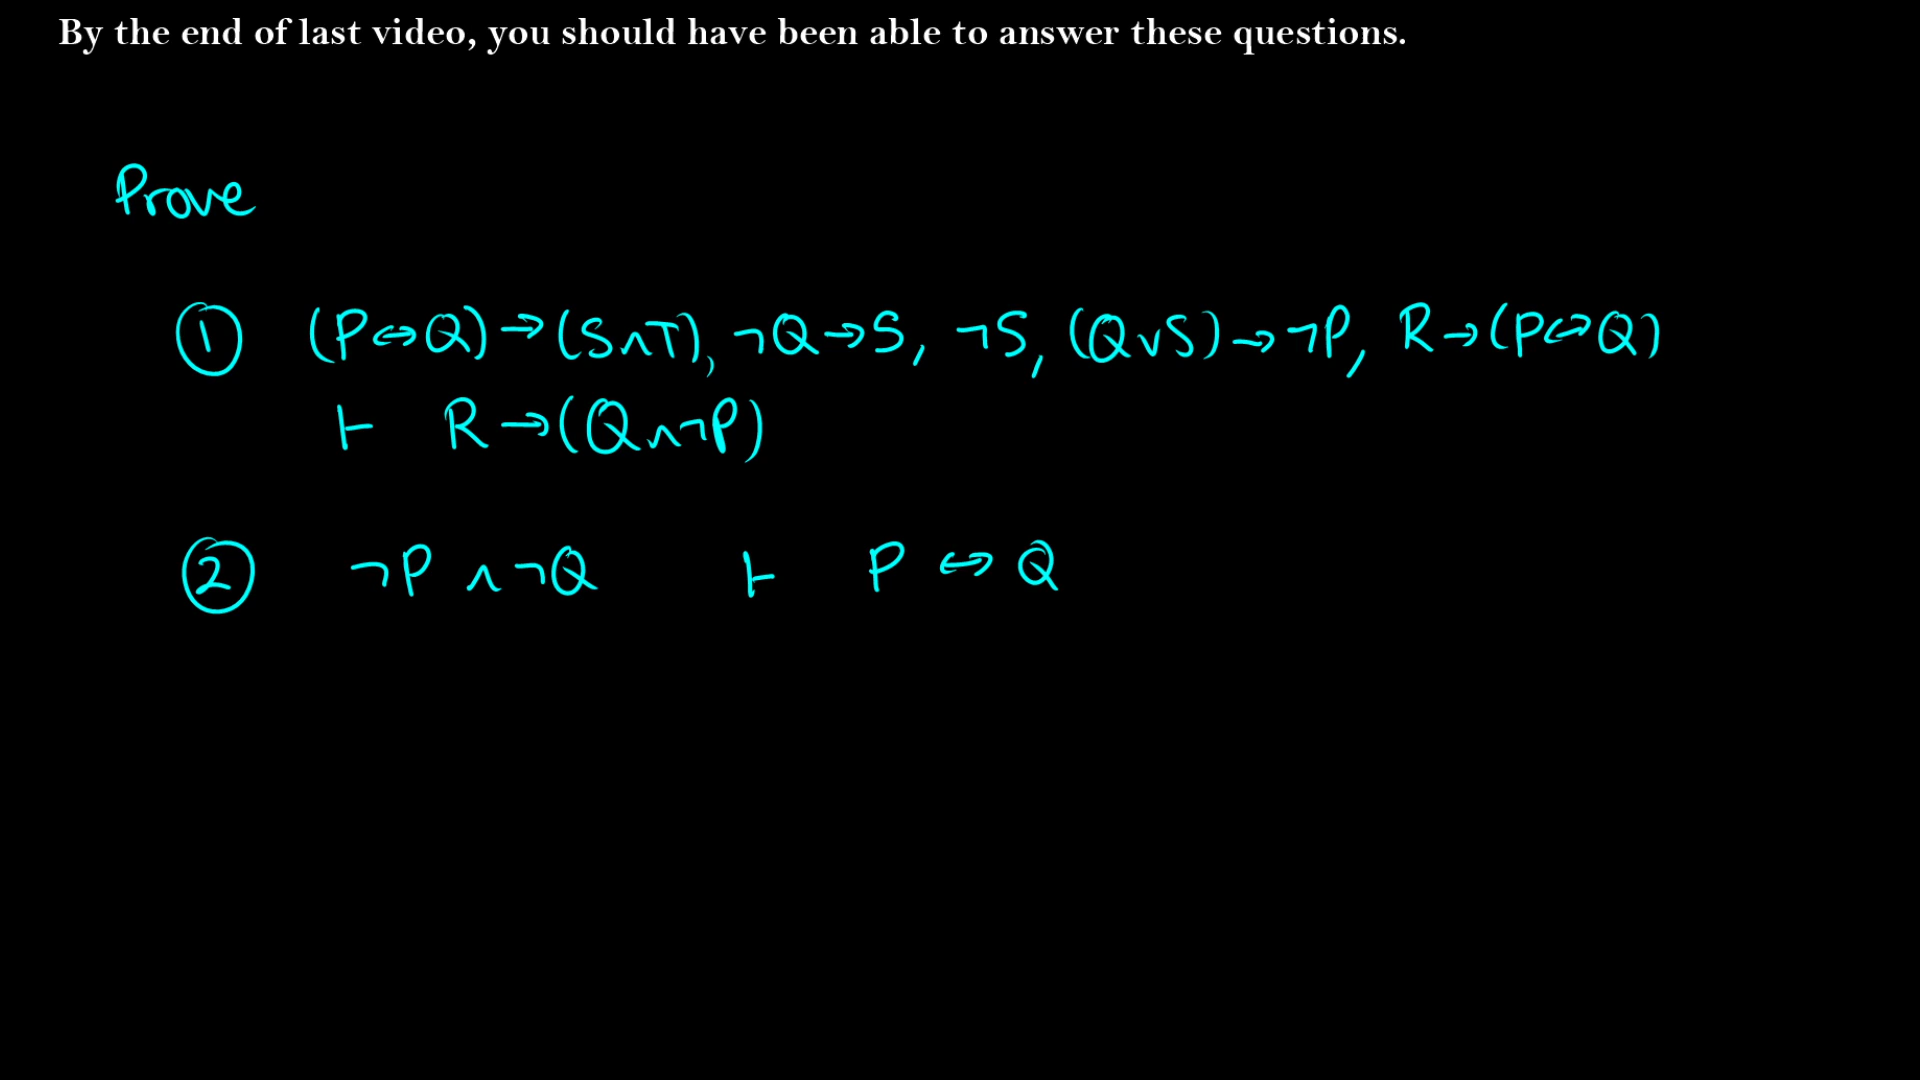 By the end of last video, you should have been able to answer these questions.
Prove
① (P↔Q)→(S∧T), ¬Q→S, ¬S, (Q∨S)→¬P, R→(P↔Q)
⊢ R→(Q∧¬P)
② ¬P∧¬Q ⊢ P↔Q